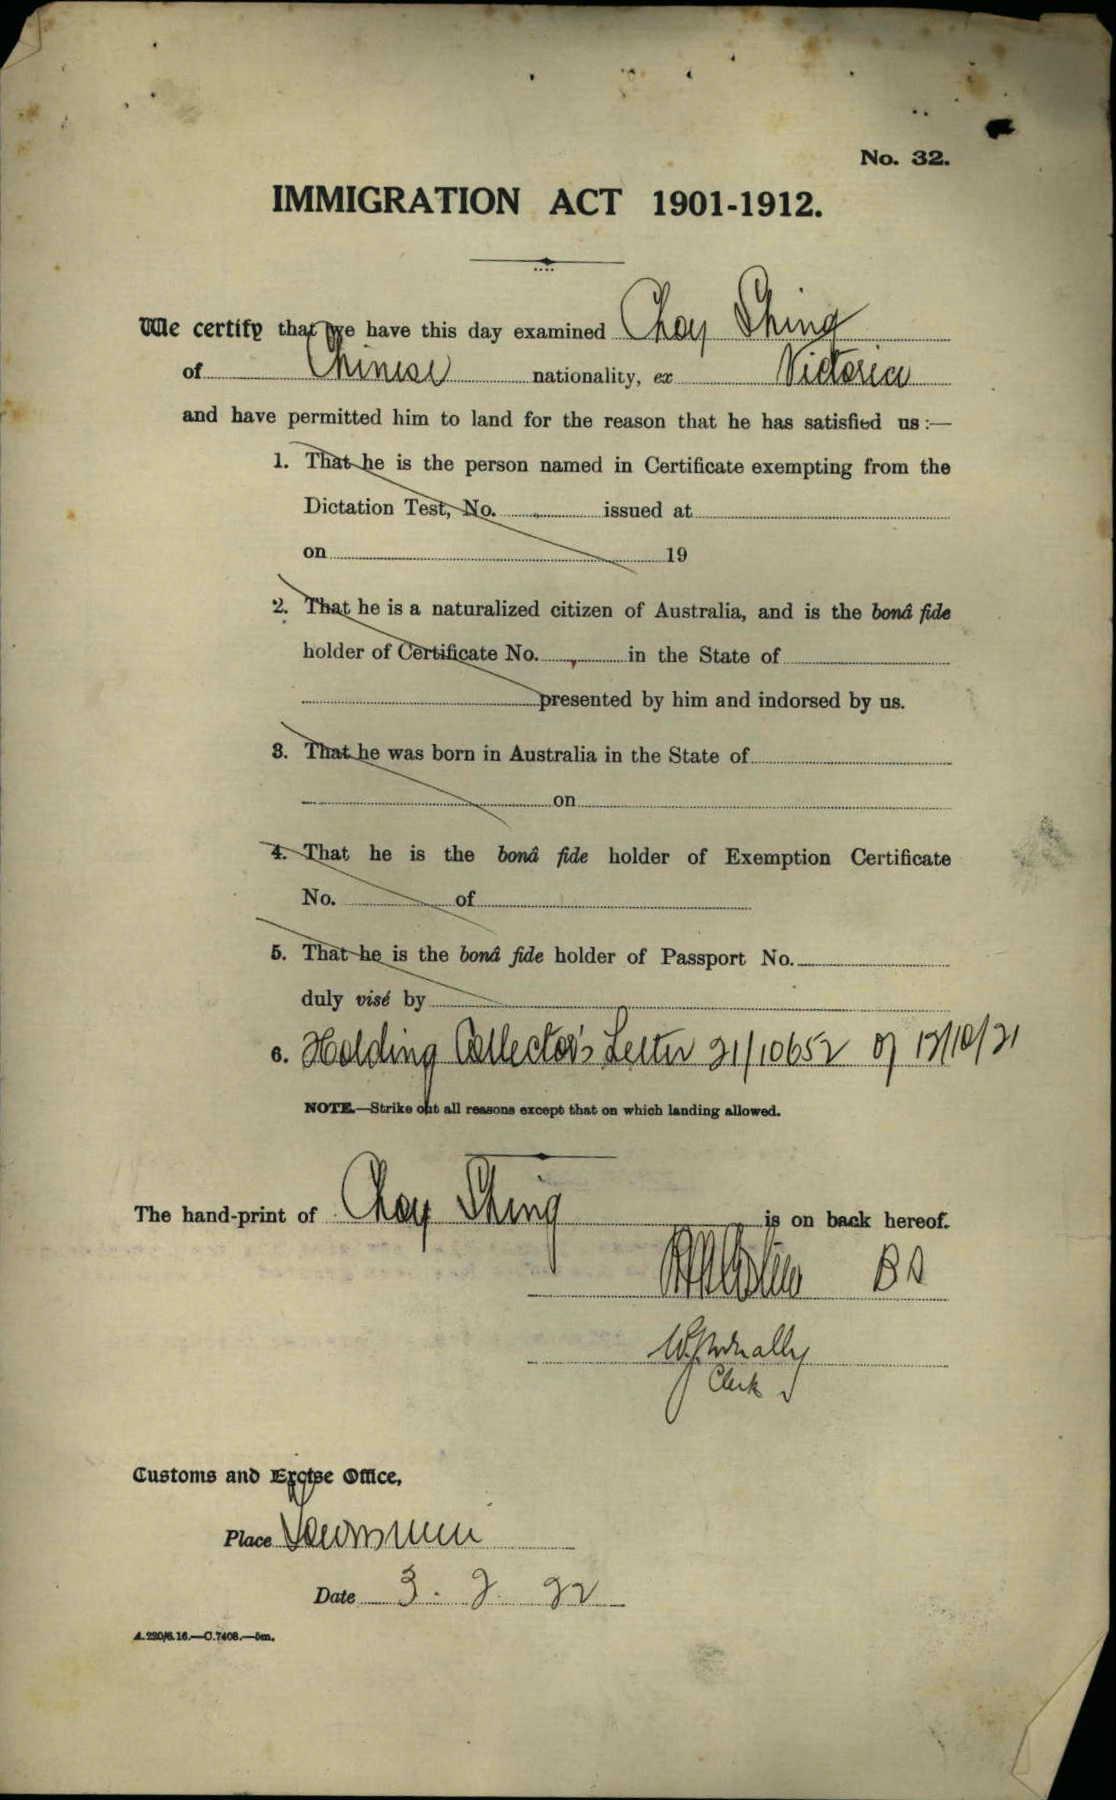 No. 32.
IMMIGRATION ACT 1901-1912.
We certify that we have this day examined Choy Shing
of Chinese nationality, ex Victoria
and have permitted him to land for the reason that he has satisfied us:—
1. That he is the person named in Certificate exempting from the
Dictation Test, No. issued at
on 19
2. That he is a naturalized citizen of Australia, and is the bonâ fide
holder of Certificate No. in the State of
presented by him and indorsed by us.
3. That he was born in Australia in the State of
on
4. That he is the bonâ fide holder of Exemption Certificate
No. of
5. That he is the bonâ fide holder of Passport No.
duly visé by
6. Holding Collector's Letter 21/10652 of 12/10/21
NOTE.—Strike out all reasons except that on which landing allowed.
The hand-print of Choy Shing is on back hereof.
Clerk
Customs and Excise Office,
Place
Date 3. 2. 22
A.220/6.16.—C.7408.—5m.